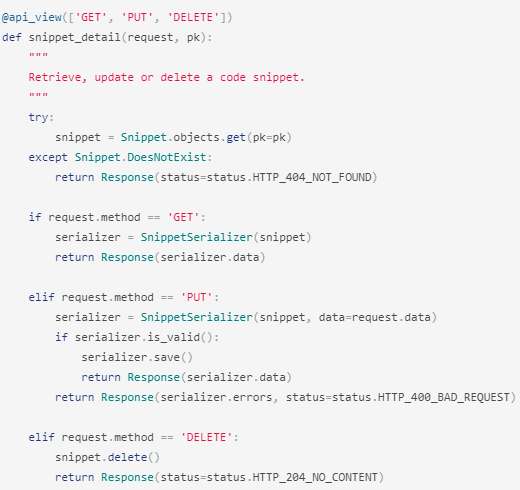 @api_view(['GET', 'PUT', 'DELETE'])
def snippet_detail(request, pk):
    """
    Retrieve, update or delete a code snippet.
    """
    try:
        snippet = Snippet.objects.get(pk=pk)
    except Snippet.DoesNotExist:
        return Response(status=status.HTTP_404_NOT_FOUND)

    if request.method == 'GET':
        serializer = SnippetSerializer(snippet)
        return Response(serializer.data)

    elif request.method == 'PUT':
        serializer = SnippetSerializer(snippet, data=request.data)
        if serializer.is_valid():
            serializer.save()
            return Response(serializer.data)
        return Response(serializer.errors, status=status.HTTP_400_BAD_REQUEST)

    elif request.method == 'DELETE':
        snippet.delete()
        return Response(status=status.HTTP_204_NO_CONTENT)